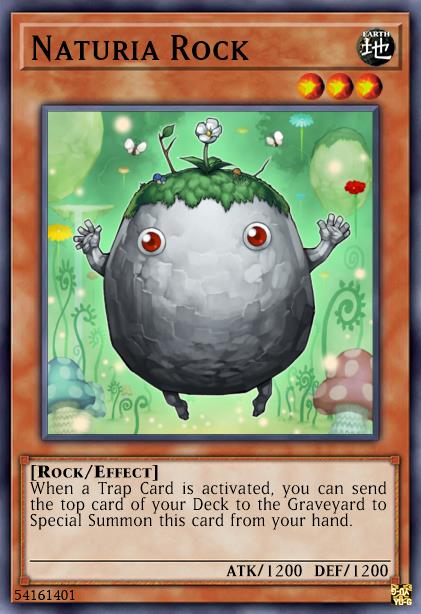 NATURIA ROCK
EARTH
地
[ROCK/EFFECT]
When a Trap Card is activated, you can send
the top card of your Deck to the Graveyard to
Special Summon this card from your hand.
ATK/1200 DEF/1200
54161401